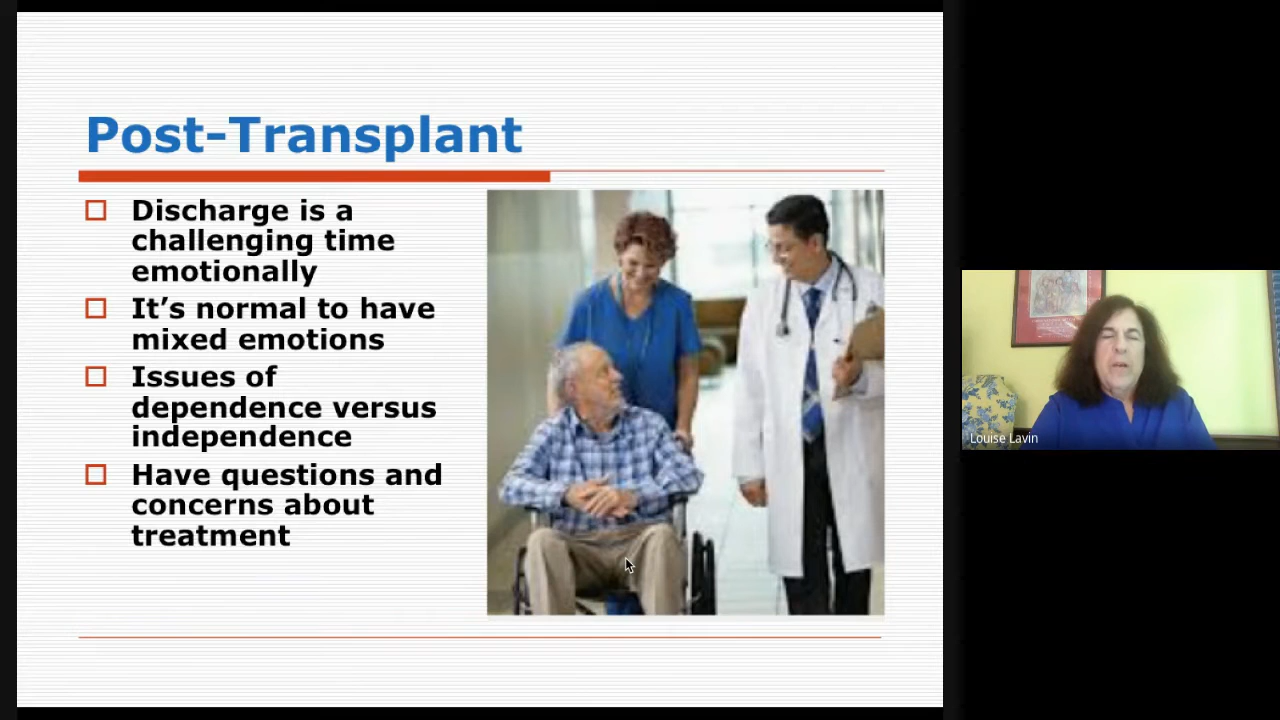 Post-Transplant
Discharge is a
challenging time
emotionally
It’s normal to have
mixed emotions
Issues of
dependence versus
independence
Have questions and
concerns about
treatment
Louise Lavin